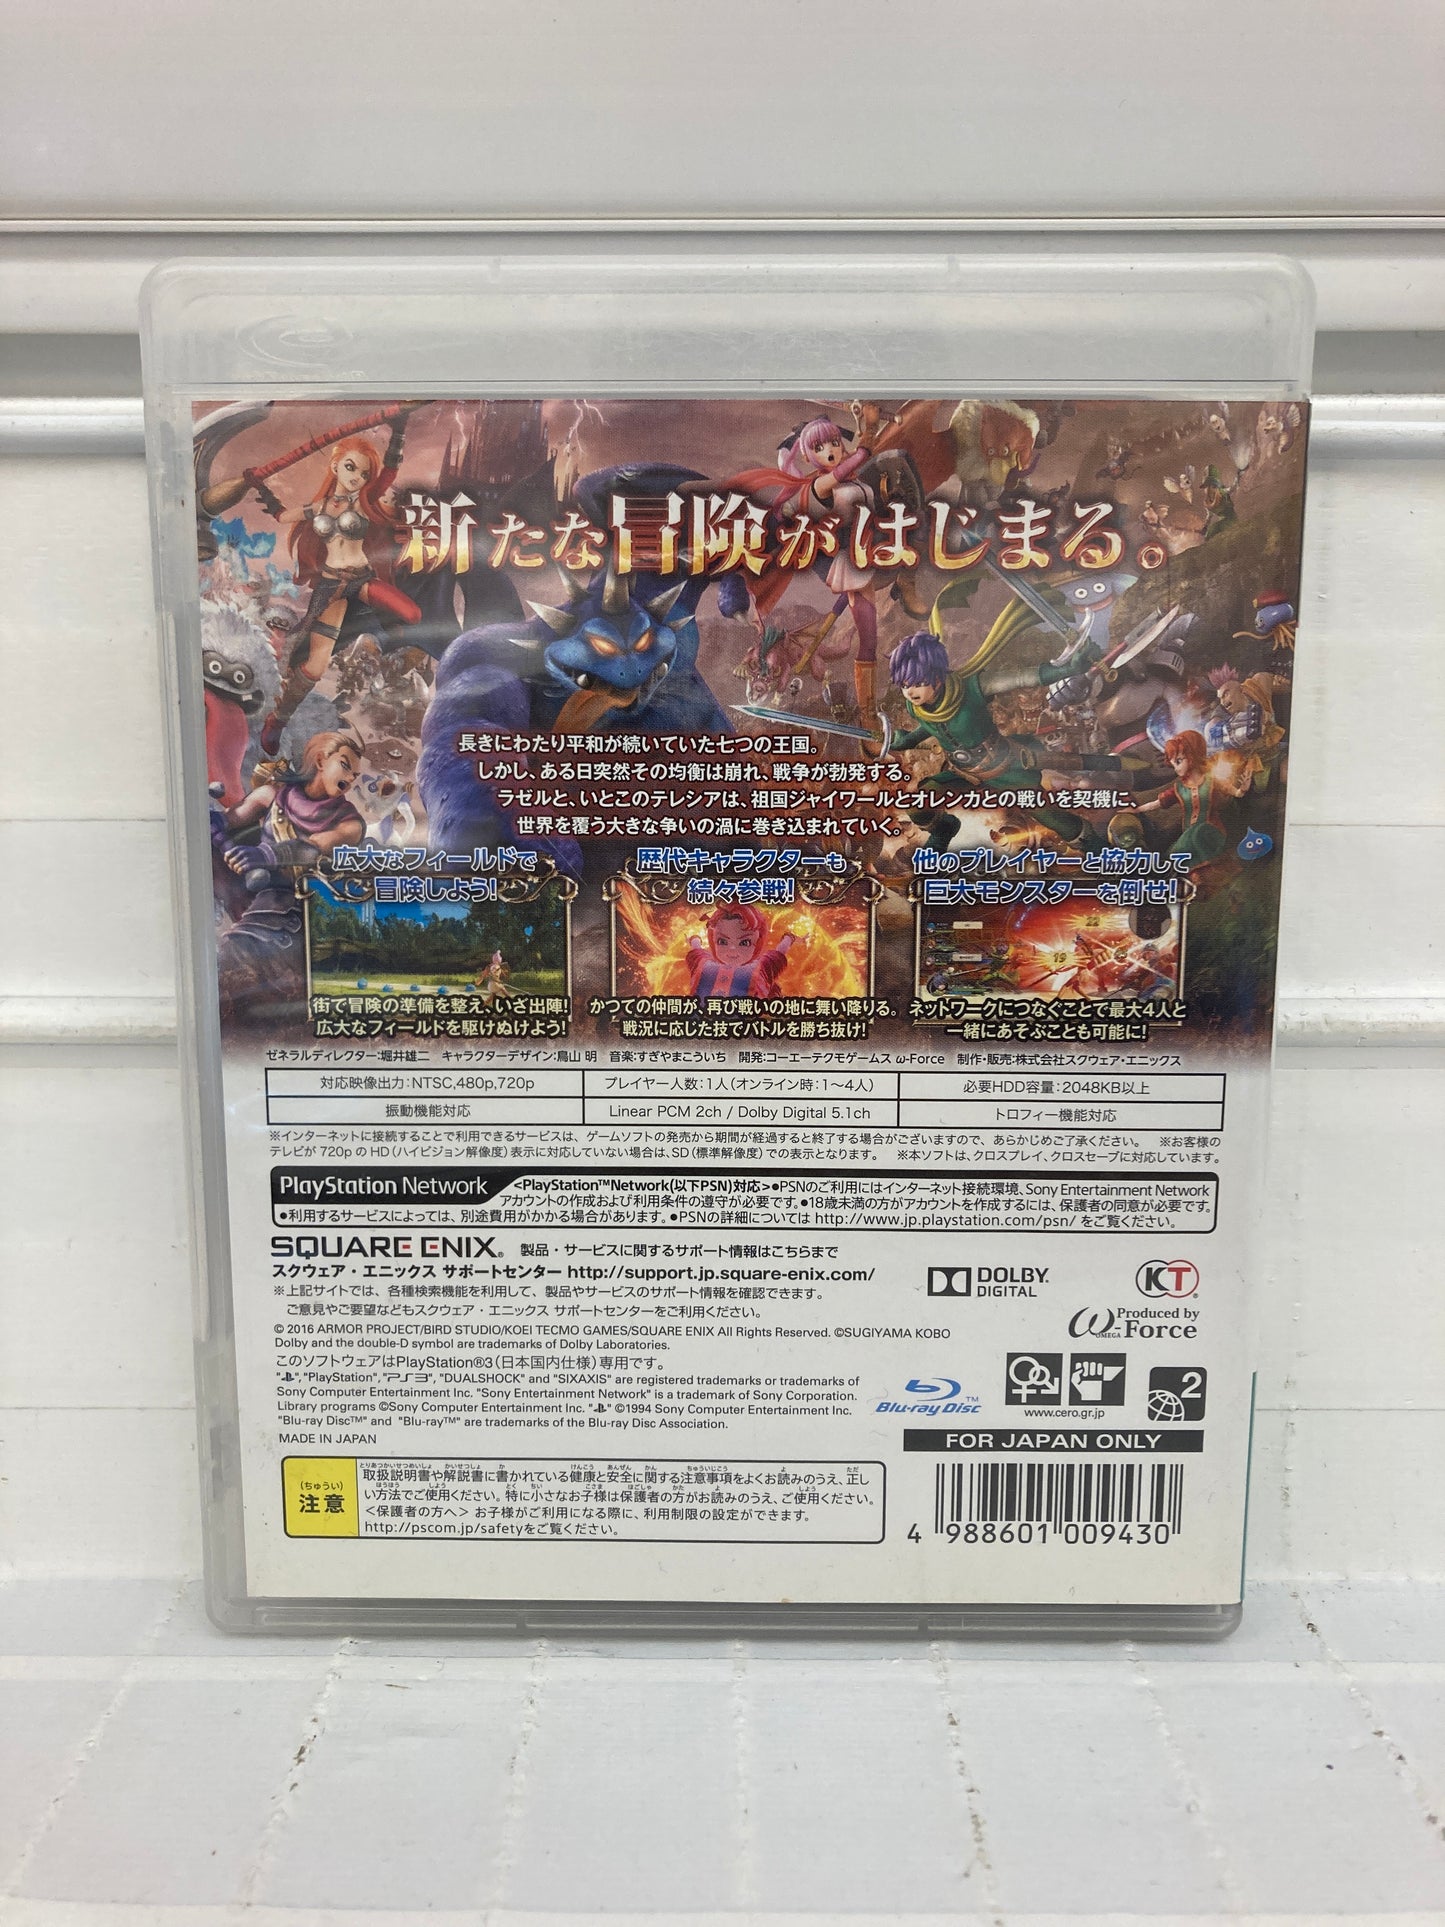 新たな冒険がはじまる。
長きにわたり平和が続いていた七つの王国。
しかし、ある日突然その均衡は崩れ、戦争が勃発する。
ラゼルと、いとこのテレシアは、祖国ジャイワールとオレンカとの戦いを契機に、
世界を覆う大きな争いの渦に巻き込まれていく。
広大なフィールドで
冒険しよう!
街で冒険の準備を整え、いざ出陣!
広大なフィールドを駆けぬけよう!
歴代キャラクターも
続々参戦!
かつての仲間が、再び戦いの地に舞い降りる。
戦況に応じた技でバトルを勝ち抜け!
他のプレイヤーと協力して
巨大モンスターを倒せ!
ネットワークにつなぐことで最大4人と
一緒にあそぶことも可能に!
ゼネラルディレクター:堀井雄二 キャラクターデザイン:鳥山 明 音楽:すぎやまこういち 開発:コーエーテクモゲームス ω-Force 制作・販売:株式会社スクウェア・エニックス
対応映像出力:NTSC,480p,720p プレイヤー人数:1人(オンライン時:1〜4人) 必要HDD容量:2048KB以上
振動機能対応 Linear PCM 2ch / Dolby Digital 5.1ch トロフィー機能対応
※インターネットに接続することで利用できるサービスは、ゲームソフトの発売から期間が経過すると終了する場合がございますので、あらかじめご了承ください。 ※お客様の
テレビが 720p の HD(ハイビジョン解像度)表示に対応していない場合は、SD(標準解像度)での表示となります。 ※本ソフトは、クロスプレイ、クロスセーブに対応しています。
PlayStation Network <PlayStation™Network(以下PSN)対応>●PSNのご利用にはインターネット接続環境、Sony Entertainment Network
アカウントの作成および利用条件の遵守が必要です。●18歳未満の方がアカウントを作成するには、保護者の同意が必要です。
●利用するサービスによっては、別途費用がかかる場合があります。●PSNの詳細については http://www.jp.playstation.com/psn/ をご覧ください。
SQUARE ENIX. 製品・サービスに関するサポート情報はこちらまで
スクウェア・エニックス サポートセンター http://support.jp.square-enix.com/
※上記サイトでは、各種検索機能を利用して、製品やサービスのサポート情報を確認できます。
ご意見やご要望などもスクウェア・エニックス サポートセンターをご利用ください。
DOLBY
DIGITAL
KT
Produced by
ω-Force
OMEGA
© 2016 ARMOR PROJECT/BIRD STUDIO/KOEI TECMO GAMES/SQUARE ENIX All Rights Reserved. ©SUGIYAMA KOBO
Dolby and the double-D symbol are trademarks of Dolby Laboratories.
このソフトウェアはPlayStation®3(日本国内仕様)専用です。
"PS", "PlayStation", "PS3", "DUALSHOCK" and "SIXAXIS" are registered trademarks or trademarks of
Sony Computer Entertainment Inc. "Sony Entertainment Network" is a trademark of Sony Corporation.
Library programs ©Sony Computer Entertainment Inc. "PS" ©1994 Sony Computer Entertainment Inc.
"Blu-ray Disc™" and "Blu-ray™" are trademarks of the Blu-ray Disc Association.
MADE IN JAPAN
Blu-ray Disc™
www.cero.gr.jp
2
FOR JAPAN ONLY
(ちゅうい)
注意
取扱説明書や解説書に書かれている健康と安全に関する注意事項をよくお読みのうえ、正し
い方法でご使用ください。特に小さなお子様は保護者の方がお読みのうえ、ご使用ください。
<保護者の方へ> お子様がご利用になる際に、利用制限の設定ができます。
http://pscom.jp/safetyをご覧ください。
4 988601 009430